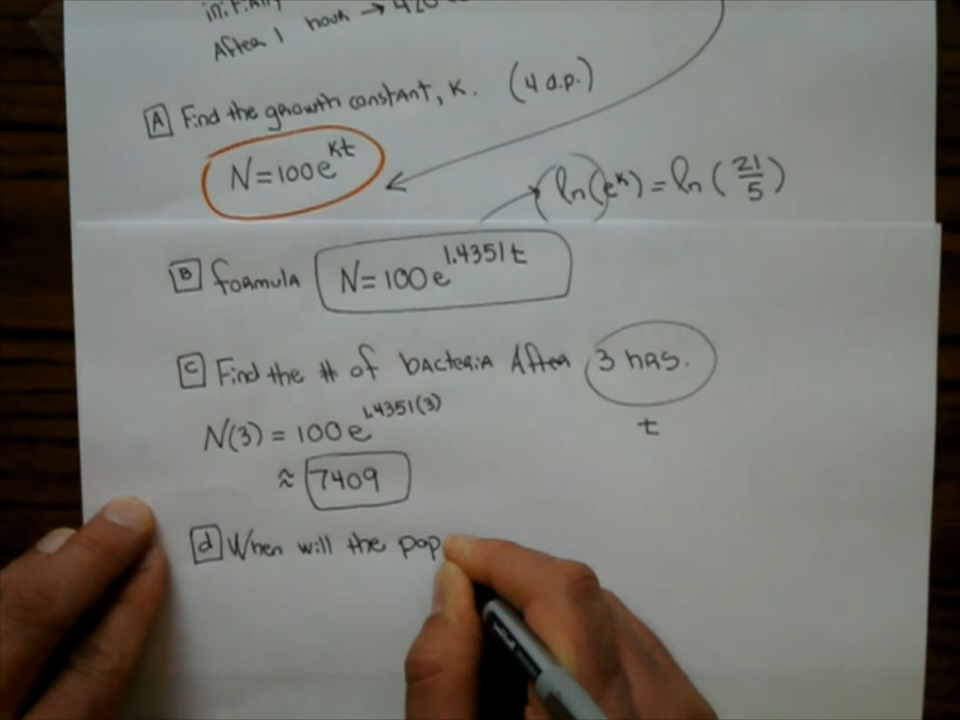 After 1 hour → 420
A Find the growth constant, K. (4 d.p.)
N=100e^kt
(ln(e^k)=ln(21/5)
B formula N=100e^1.4351t
C Find the # of bacteria After 3 hrs.
t
N(3) = 100e^1.4351(3)
≈ 7409
d When will the pop